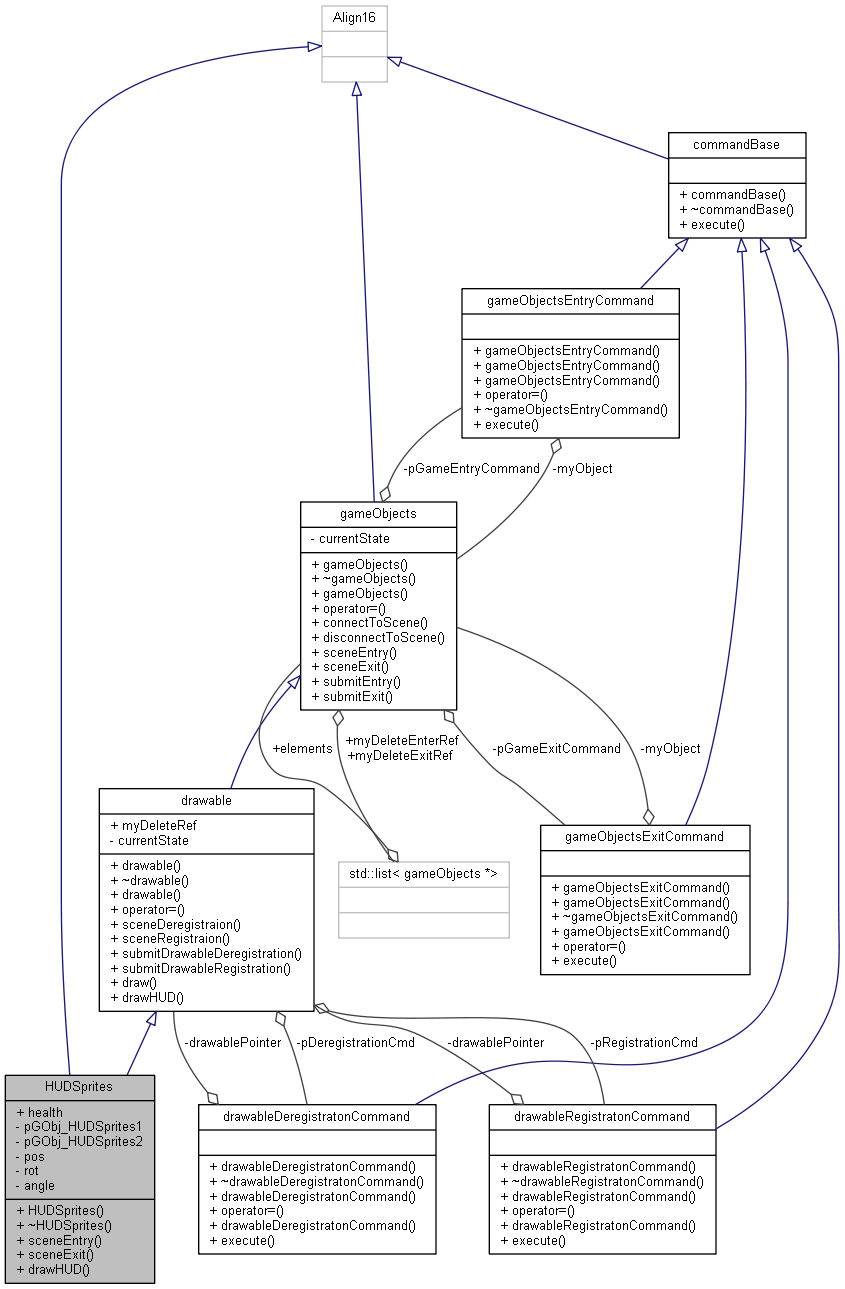 Align16
commandBase
+ commandBase()
+ ~commandBase()
+ execute()
gameObjectsEntryCommand
+ gameObjectsEntryCommand()
+ gameObjectsEntryCommand()
+ gameObjectsEntryCommand()
+ operator=()
+ ~gameObjectsEntryCommand()
+ execute()
-pGameEntryCommand
-myObject
gameObjects
- currentState
+ gameObjects()
+ ~gameObjects()
+ gameObjects()
+ operator=()
+ connectToScene()
+ disconnectToScene()
+ sceneEntry()
+ sceneExit()
+ submitEntry()
+ submitExit()
+elements
+myDeleteEnterRef
+myDeleteExitRef
-pGameExitCommand
-myObject
drawable
+ myDeleteRef
- currentState
+ drawable()
+ ~drawable()
+ drawable()
+ operator=()
+ sceneDeregistraion()
+ sceneRegistraion()
+ submitDrawableDeregistration()
+ submitDrawableRegistration()
+ draw()
+ drawHUD()
std::list< gameObjects *>
gameObjectsExitCommand
+ gameObjectsExitCommand()
+ gameObjectsExitCommand()
+ ~gameObjectsExitCommand()
+ gameObjectsExitCommand()
+ operator=()
+ execute()
-drawablePointer
-pDeregistrationCmd
-drawablePointer
-pRegistrationCmd
HUDSprites
+ health
- pGObj_HUDSprites1
- pGObj_HUDSprites2
- pos
- rot
- angle
+ HUDSprites()
+ ~HUDSprites()
+ sceneEntry()
+ sceneExit()
+ drawHUD()
drawableDeregistratonCommand
+ drawableDeregistratonCommand()
+ ~drawableDeregistratonCommand()
+ drawableDeregistratonCommand()
+ operator=()
+ drawableDeregistratonCommand()
+ execute()
drawableRegistratonCommand
+ drawableRegistratonCommand()
+ ~drawableRegistratonCommand()
+ drawableRegistratonCommand()
+ operator=()
+ drawableRegistratonCommand()
+ execute()